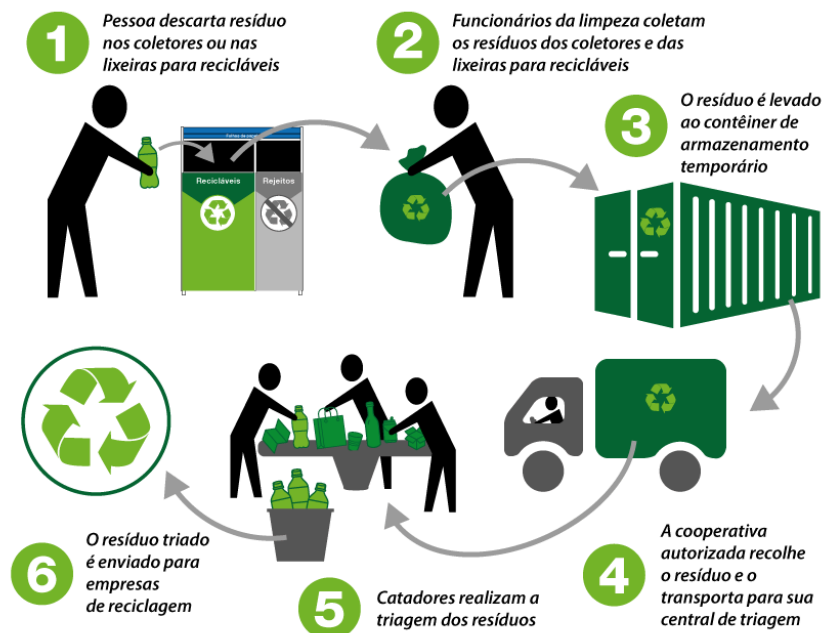 1
Pessoa descarta resíduo
nos coletores ou nas
lixeiras para recicláveis
2
Funcionários da limpeza coletam
os resíduos dos coletores e das
lixeiras para recicláveis
3
O resíduo é levado
ao contêiner de
armazenamento
temporário
Recicláveis
Rejeitos
4
A cooperativa
autorizada recolhe
o resíduo e o
transporta para sua
central de triagem
5
Catadores realizam a
triagem dos resíduos
6
O resíduo triado
é enviado para
empresas
de reciclagem